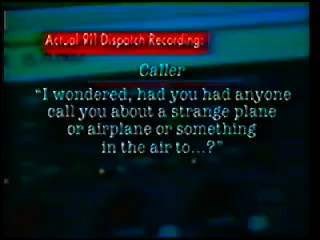 Actual 911 Dispatch Recording:
Caller
"I wondered, had you had anyone
call you about a strange plane
or airplane or something
in the air to...?"